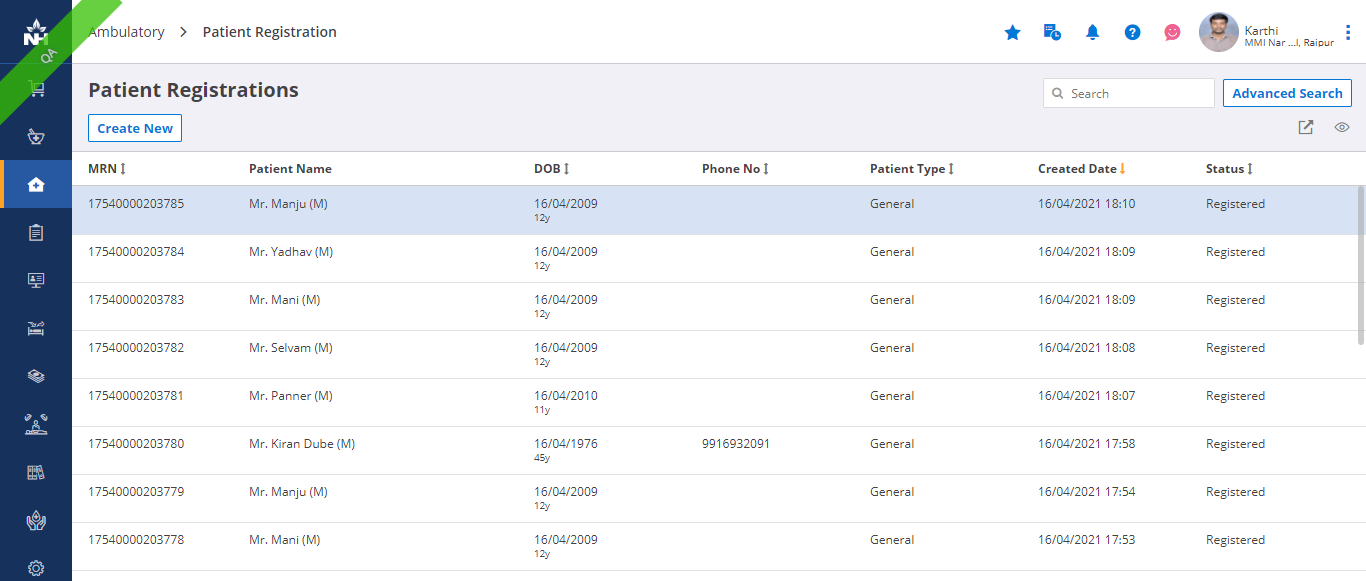 NH
QA
Ambulatory > Patient Registration
Karthi
MMI Nar ...l, Raipur
Patient Registrations
Search
Advanced Search
Create New
MRN Patient Name DOB Phone No Patient Type Created Date Status
17540000203785 Mr. Manju (M) 16/04/2009 General 16/04/2021 18:10 Registered
12y
17540000203784 Mr. Yadhav (M) 16/04/2009 General 16/04/2021 18:09 Registered
12y
17540000203783 Mr. Mani (M) 16/04/2009 General 16/04/2021 18:09 Registered
12y
17540000203782 Mr. Selvam (M) 16/04/2009 General 16/04/2021 18:08 Registered
12y
17540000203781 Mr. Panner (M) 16/04/2010 General 16/04/2021 18:07 Registered
11y
17540000203780 Mr. Kiran Dube (M) 16/04/1976 9916932091 General 16/04/2021 17:58 Registered
45y
17540000203779 Mr. Manju (M) 16/04/2009 General 16/04/2021 17:54 Registered
12y
17540000203778 Mr. Mani (M) 16/04/2009 General 16/04/2021 17:53 Registered
12y